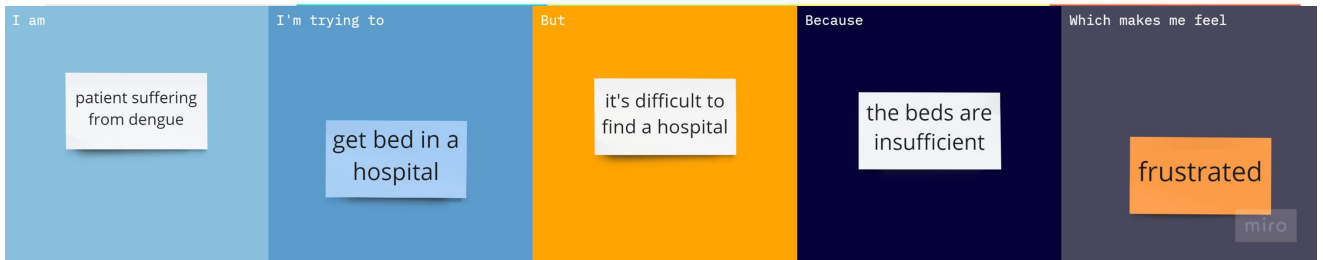 I am
patient suffering
from dengue
I'm trying to
get bed in a
hospital
But
it's difficult to
find a hospital
Because
the beds are
insufficient
Which makes me feel
frustrated
miro